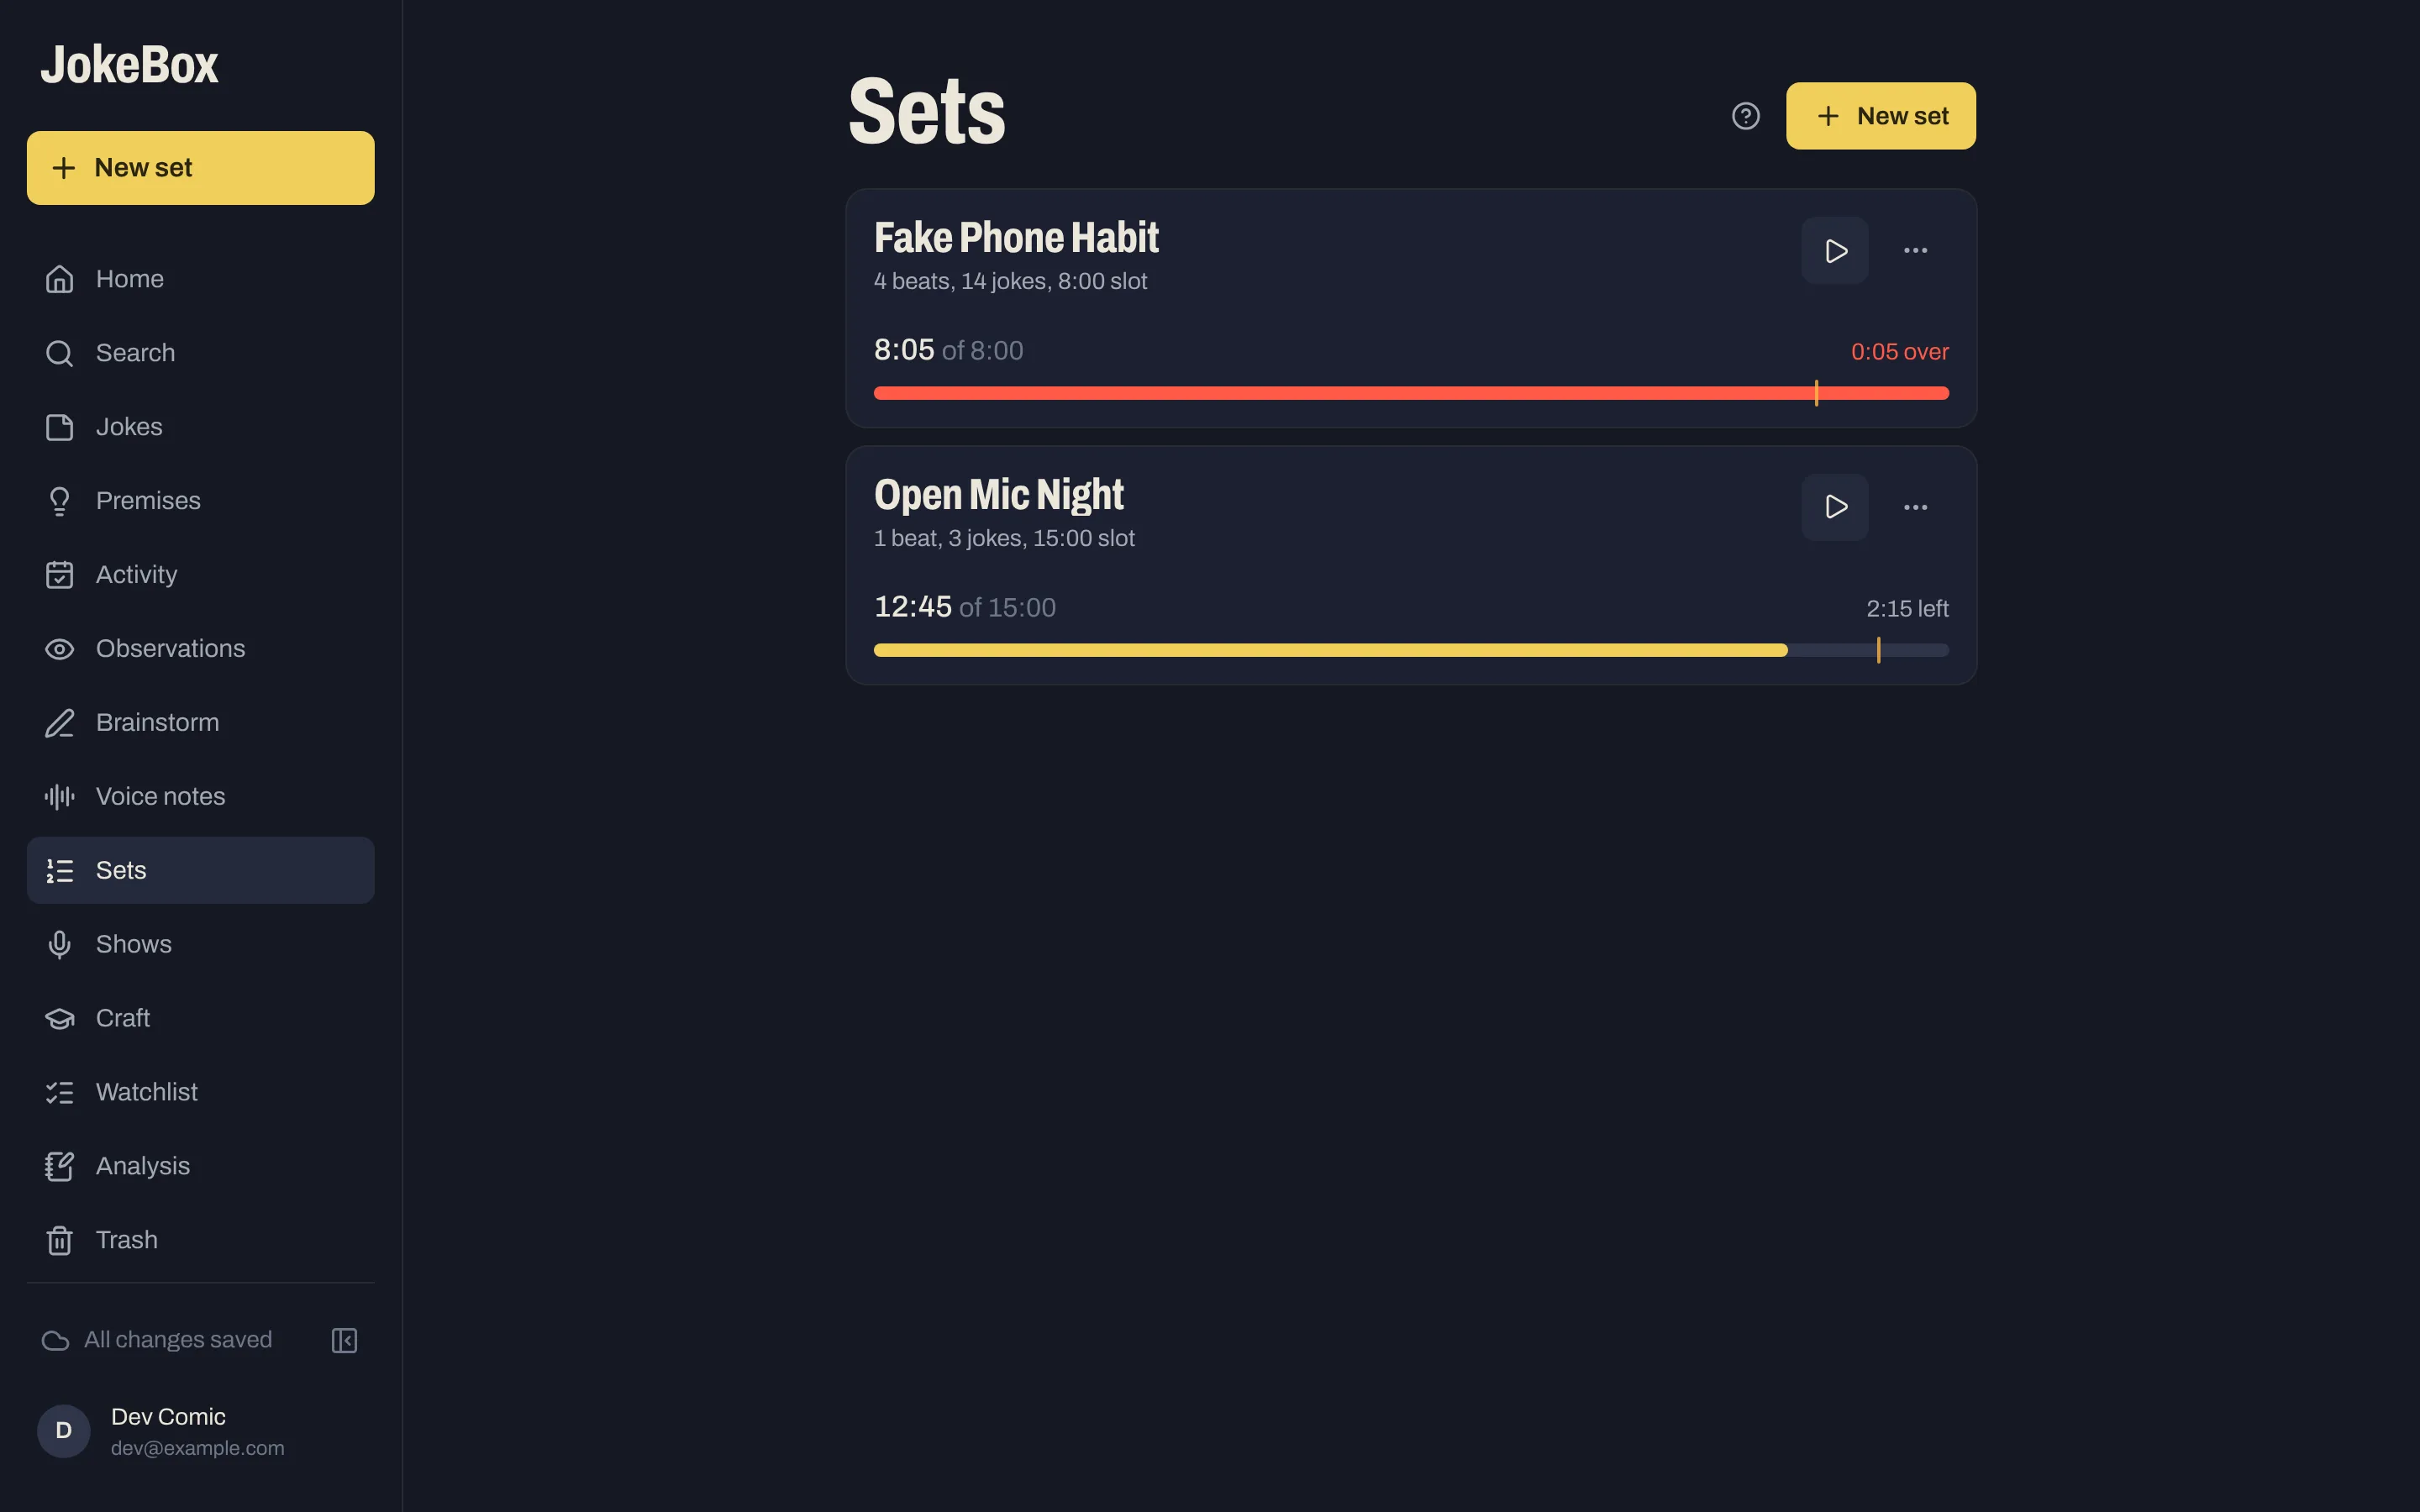 JokeBox
New set
Home
Search
Jokes
Premises
Activity
Observations
Brainstorm
Voice notes
Sets
Shows
Craft
Watchlist
Analysis
Trash
All changes saved
D
Dev Comic
dev@example.com
Sets
New set
Fake Phone Habit
4 beats, 14 jokes, 8:00 slot
8:05 of 8:00
0:05 over
Open Mic Night
1 beat, 3 jokes, 15:00 slot
12:45 of 15:00
2:15 left